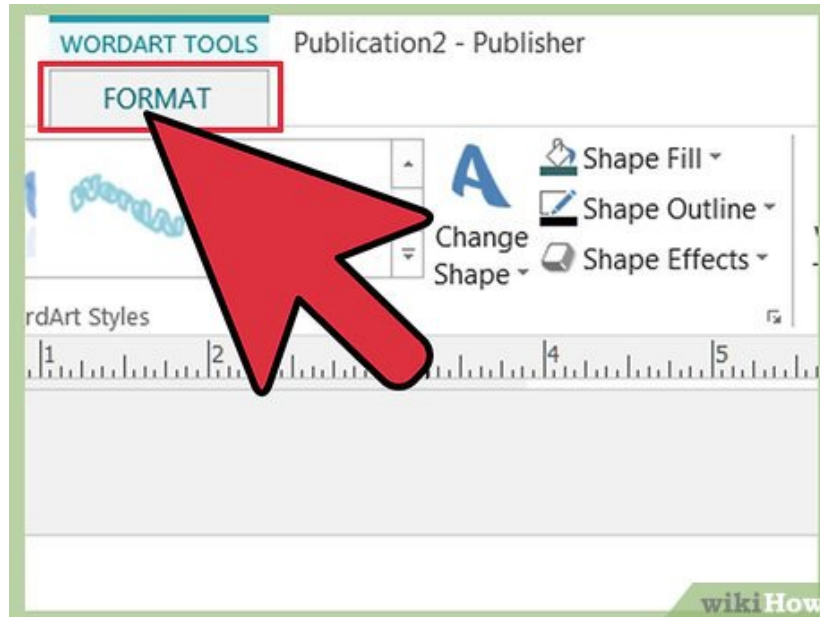 WORDART TOOLS Publication2 - Publisher
FORMAT
Shape Fill
Shape Outline
Change
Shape
Shape Effects
rdArt Styles
1 2 4 5
wikiHow